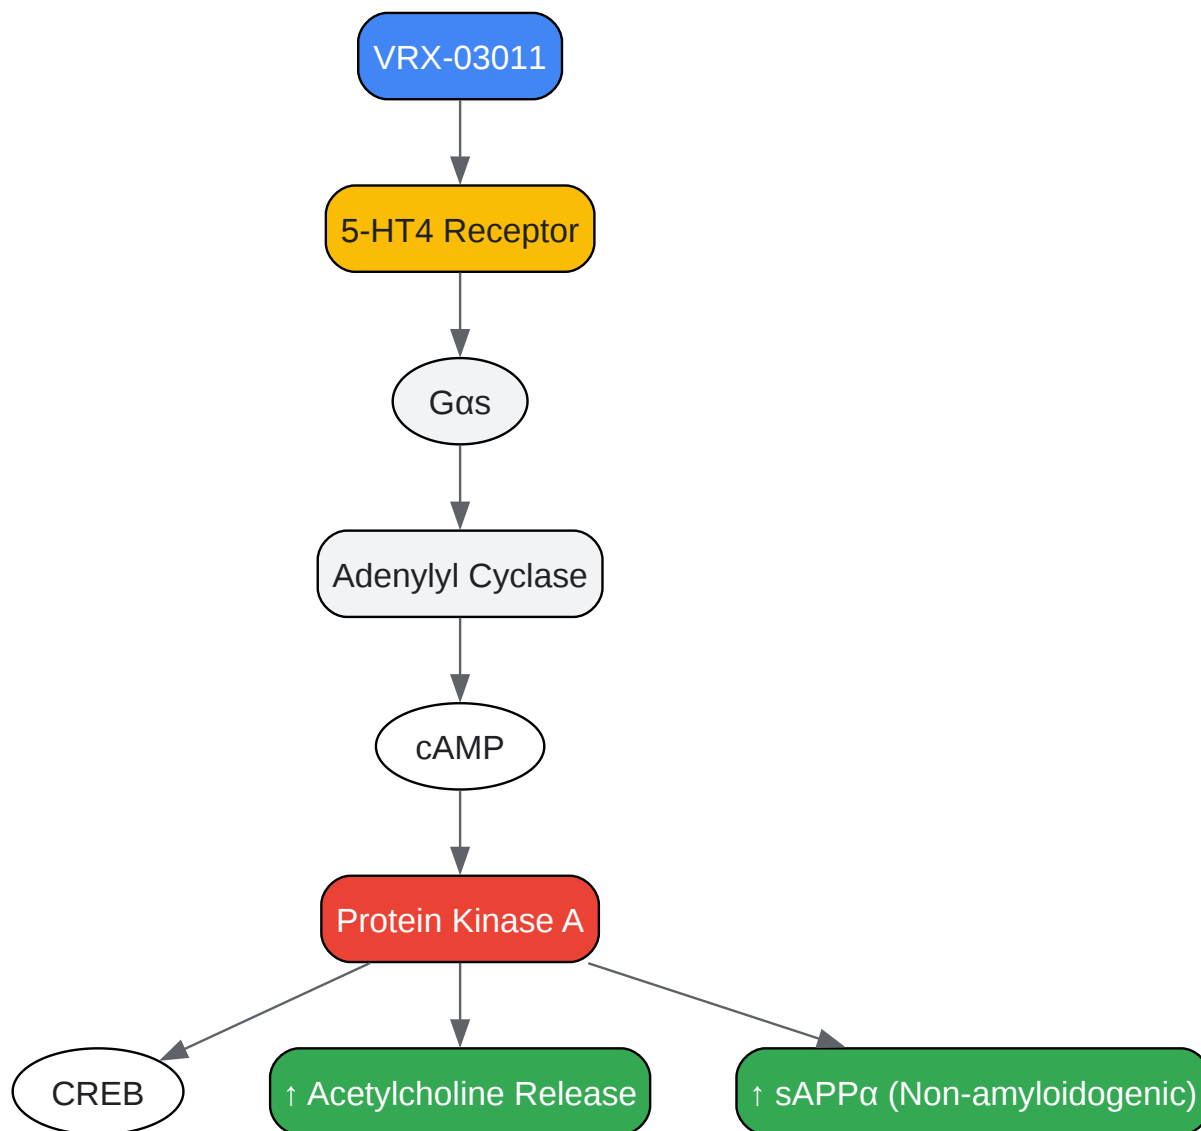 VRX-03011
5-HT4 Receptor
Gαs
Adenylyl Cyclase
cAMP
Protein Kinase A
CREB
↑ Acetylcholine Release
↑ sAPPα (Non-amyloidogenic)